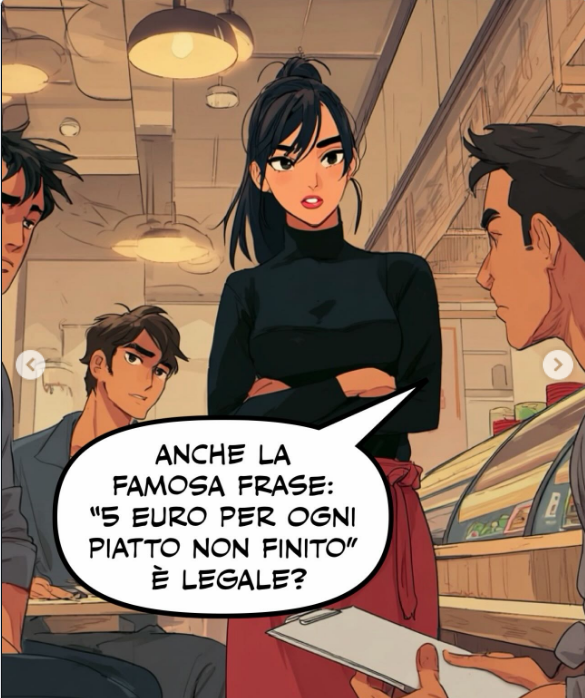 ANCHE LA
FAMOSA FRASE:
“5 EURO PER OGNI
PIATTO NON FINITO”
È LEGALE?